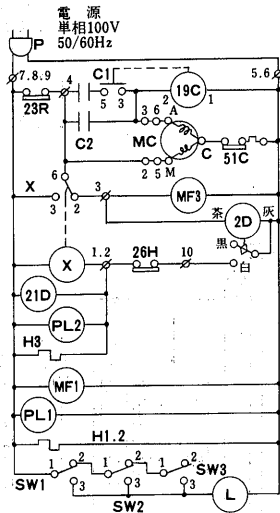 電源
単相100V
50/60Hz
P
7.8.9
4
C1
19C
5.6
2
1
23R
5 3
3 6 A
C2
MC
C
51C
2 5 M
X
6
3 2
3
MF3
茶
2D
灰
黒
白
X
1.2
26H
10
21D
PL2
H3
MF1
PL1
H1.2
1 2 1 2 1 2
SW3
SW1
3 3 3
SW2
L